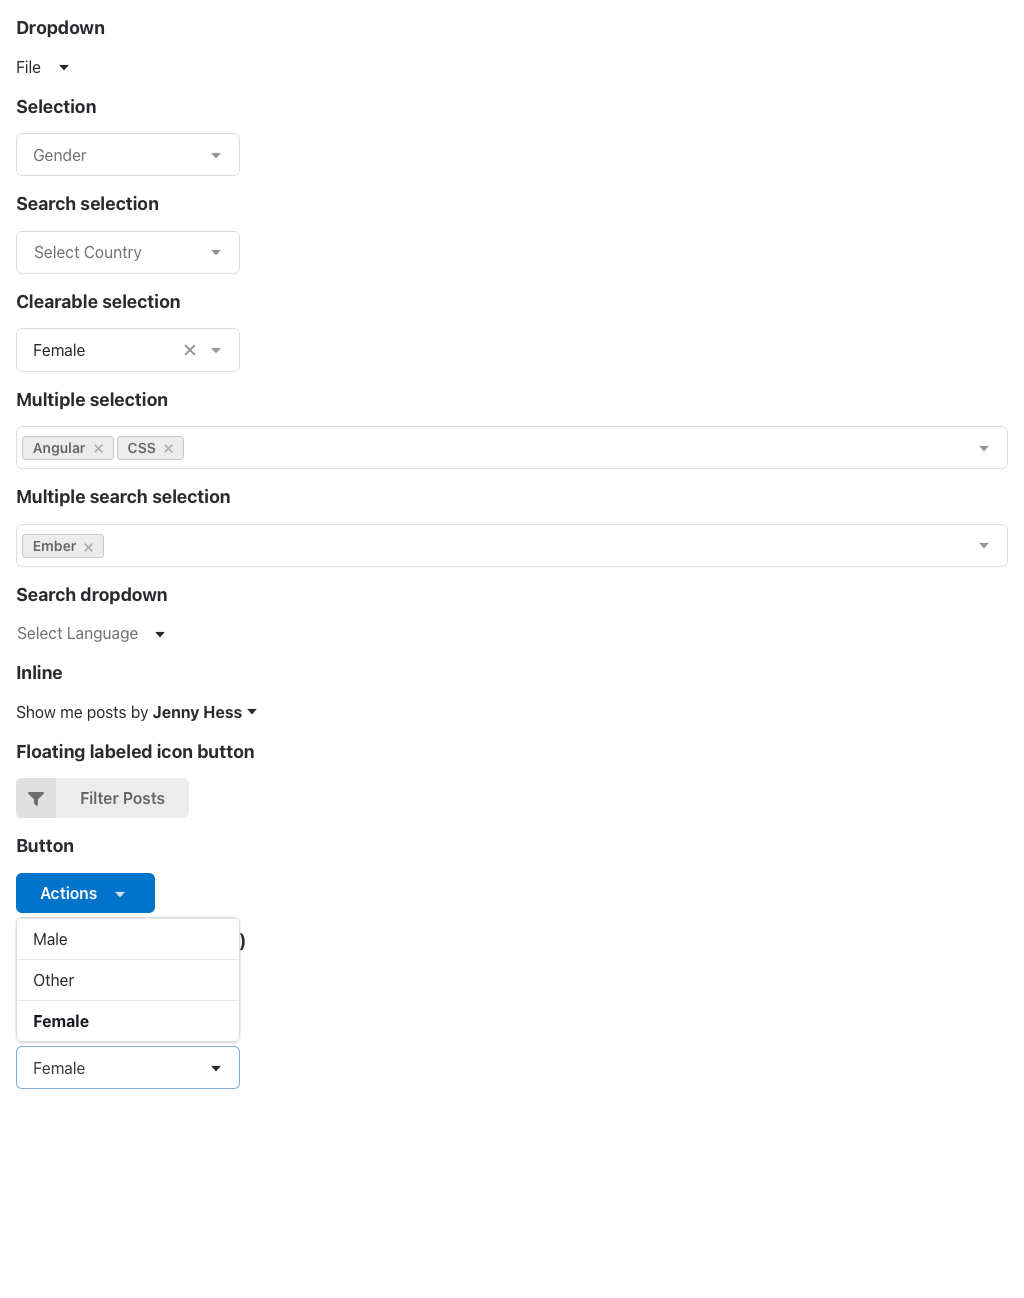 Dropdown
File
Selection
Gender
Search selection
Select Country
Clearable selection
Female
Multiple selection
Angular CSS
Multiple search selection
Ember
Search dropdown
Select Language
Inline
Show me posts by Jenny Hess
Floating labeled icon button
Filter Posts
Button
Actions
Male
)
Other
Female
Female